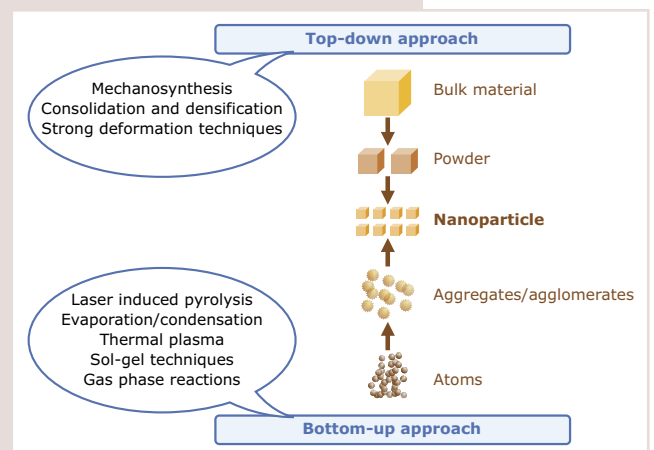 Top-down approach
Mechanosynthesis
Consolidation and densification
Strong deformation techniques
Bulk material
Powder
Nanoparticle
Aggregates/agglomerates
Atoms
Laser induced pyrolysis
Evaporation/condensation
Thermal plasma
Sol-gel techniques
Gas phase reactions
Bottom-up approach